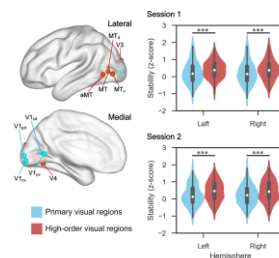 Lateral
MTd
V3
aMT
MT
Medial
V4
Primary visual regions
High-order visual regions
Session 1
***
***
Stability (z-score)
3
2
1
0
-1
-2
Left
Right
Session 2
***
***
Stability (z-score)
3
2
1
0
-1
-2
Left
Right
Hemisphere